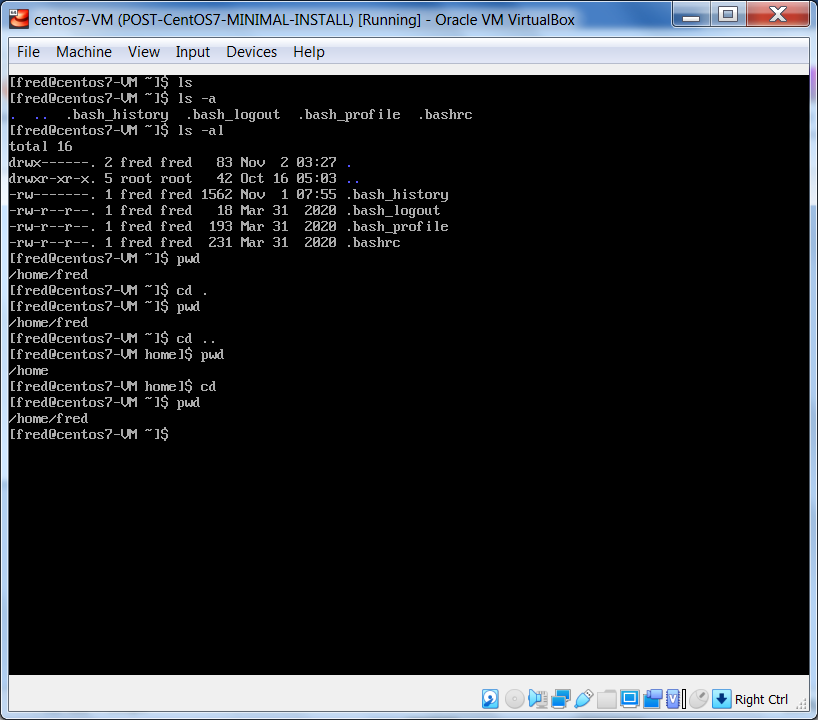 centos7-VM (POST-CentOS7-MINIMAL-INSTALL) [Running] - Oracle VM VirtualBox
File Machine View Input Devices Help
[fred@centos7-VM ~]$ ls
[fred@centos7-VM ~]$ ls -a
.  ..  .bash_history  .bash_logout  .bash_profile  .bashrc
[fred@centos7-VM ~]$ ls -al
total 16
drwx------. 2 fred fred   83 Nov  2 03:27 .
drwxr-xr-x. 5 root root   42 Oct 16 05:03 ..
-rw-------. 1 fred fred 1562 Nov  1 07:55 .bash_history
-rw-r--r--. 1 fred fred   18 Mar 31  2020 .bash_logout
-rw-r--r--. 1 fred fred  193 Mar 31  2020 .bash_profile
-rw-r--r--. 1 fred fred  231 Mar 31  2020 .bashrc
[fred@centos7-VM ~]$ pwd
/home/fred
[fred@centos7-VM ~]$ cd .
[fred@centos7-VM ~]$ pwd
/home/fred
[fred@centos7-VM ~]$ cd ..
[fred@centos7-VM home]$ pwd
/home
[fred@centos7-VM home]$ cd
[fred@centos7-VM ~]$ pwd
/home/fred
[fred@centos7-VM ~]$
Right Ctrl